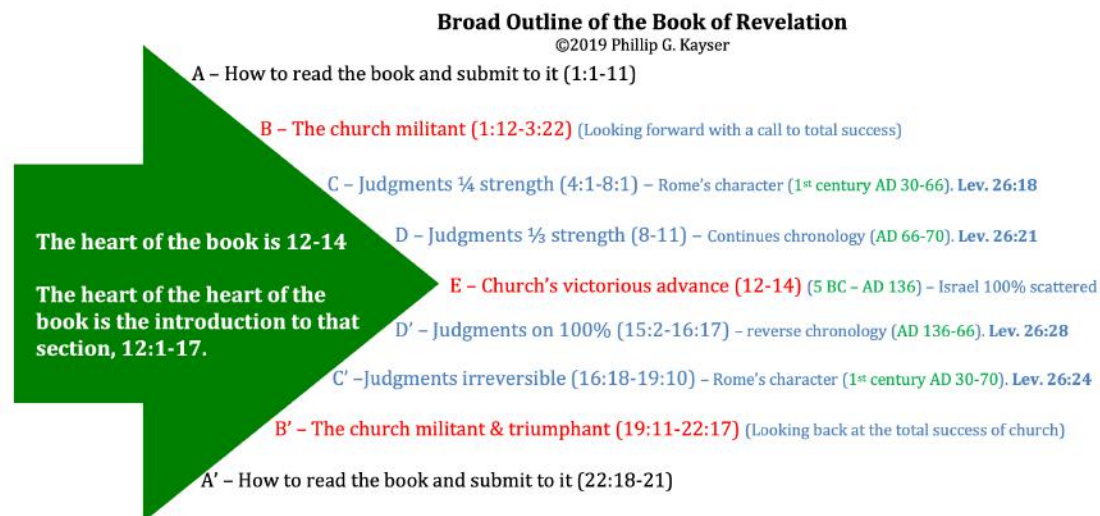 Broad Outline of the Book of Revelation
©2019 Phillip G. Kayser
A – How to read the book and submit to it (1:1-11)
B – The church militant (1:12-3:22) (Looking forward with a call to total success)
C – Judgments ¼ strength (4:1-8:1) – Rome's character (1st century AD 30-66). Lev. 26:18
D – Judgments ⅓ strength (8-11) – Continues chronology (AD 66-70). Lev. 26:21
E – Church's victorious advance (12-14) (5 BC – AD 136) – Israel 100% scattered
D' – Judgments on 100% (15:2-16:17) – reverse chronology (AD 136-66). Lev. 26:28
C' –Judgments irreversible (16:18-19:10) – Rome's character (1st century AD 30-70). Lev. 26:24
B' – The church militant & triumphant (19:11-22:17) (Looking back at the total success of church)
A' – How to read the book and submit to it (22:18-21)
The heart of the book is 12-14
The heart of the heart of the
book is the introduction to that
section, 12:1-17.